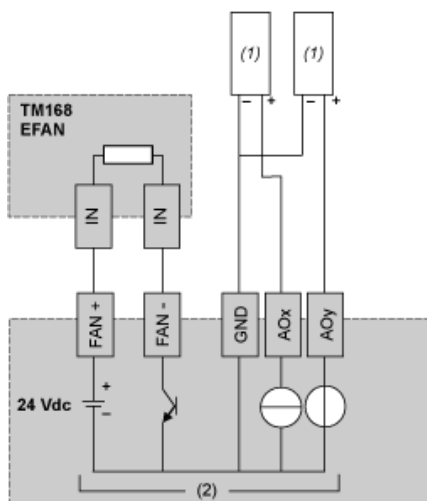 (1)
(1)
− +
− +
TM168
EFAN
IN
IN
FAN +
FAN -
GND
AOx
AOy
24 Vdc
+
−
(2)